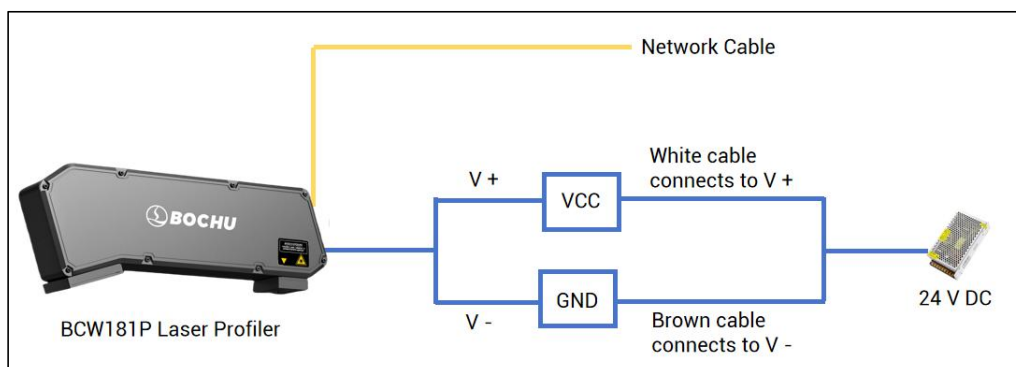 Network Cable
BOCHU
BCW181P Laser Profiler
V +
VCC
White cable
connects to V +
V -
GND
Brown cable
connects to V -
24 V DC